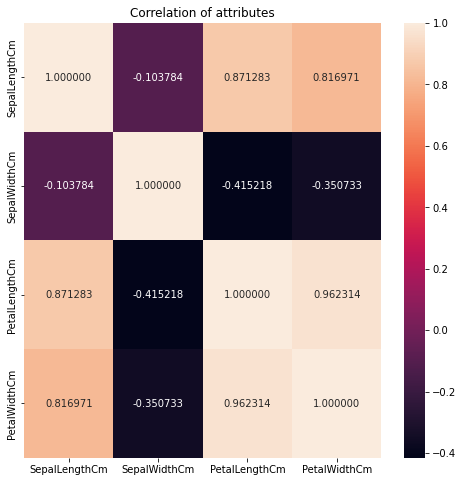 Correlation of attributes
SepalLengthCm
1.000000 -0.103784 0.871283 0.816971
SepalWidthCm
-0.103784 1.000000 -0.415218 -0.350733
PetalLengthCm
0.871283 -0.415218 1.000000 0.962314
PetalWidthCm
0.816971 -0.350733 0.962314 1.000000
SepalLengthCm SepalWidthCm PetalLengthCm PetalWidthCm
1.0
0.8
0.6
0.4
0.2
0.0
-0.2
-0.4